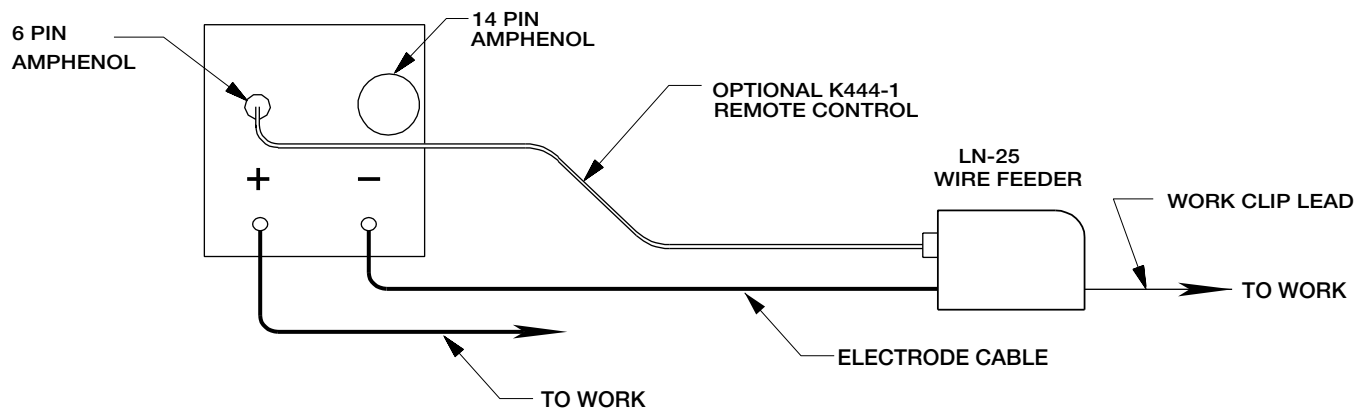 6 PIN
AMPHENOL
14 PIN
AMPHENOL
OPTIONAL K444-1
REMOTE CONTROL
LN-25
WIRE FEEDER
WORK CLIP LEAD
+ −
TO WORK
ELECTRODE CABLE
TO WORK